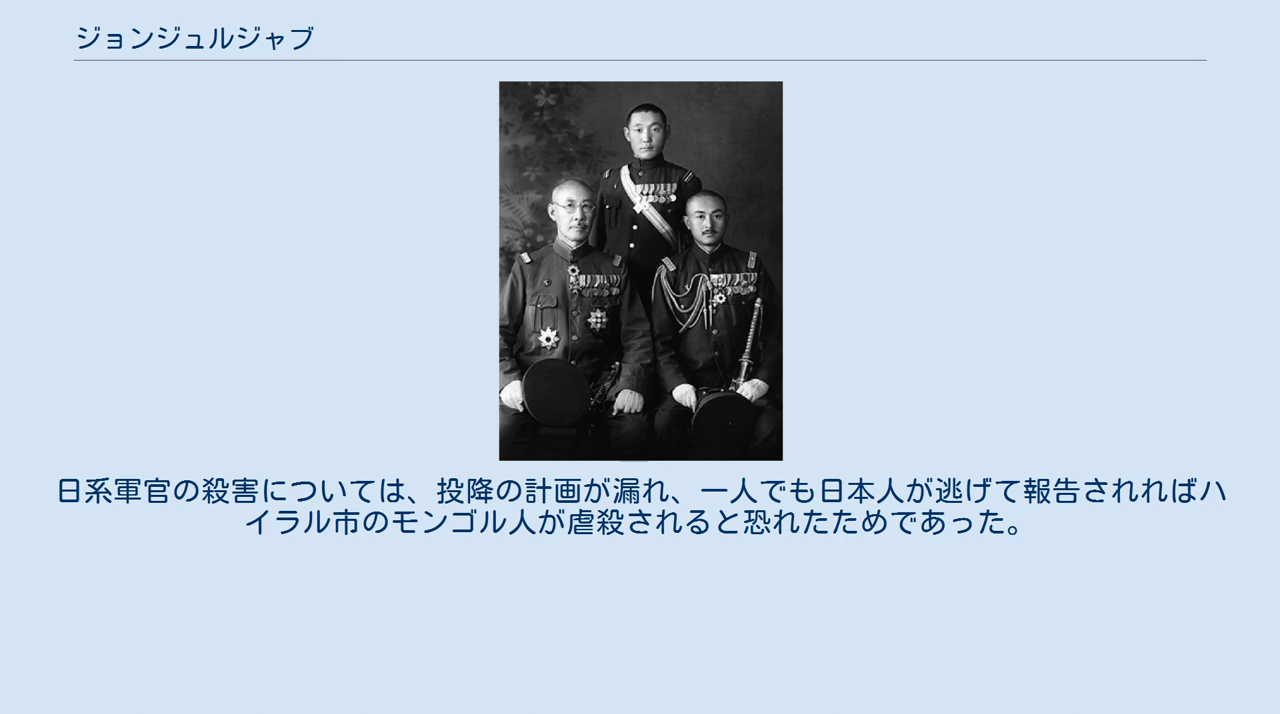 ジョンジュルジャブ
日系軍官の殺害については、投降の計画が漏れ、一人でも日本人が逃げて報告されればハ
イラル市のモンゴル人が虐殺されると恐れたためであった。